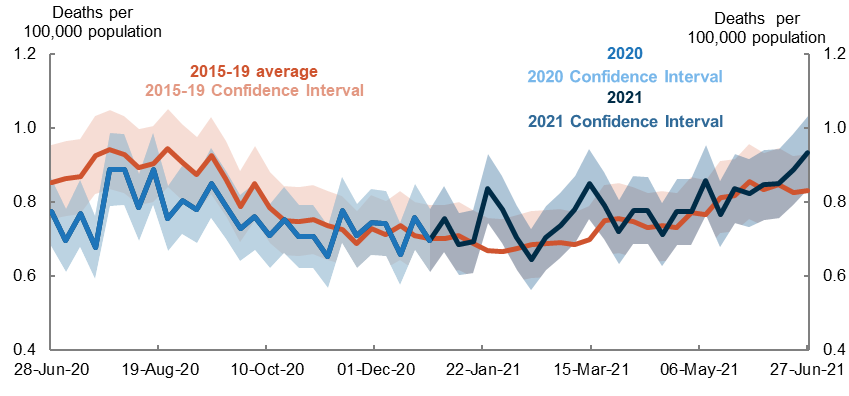 Deaths per
100,000 population
Deaths per
100,000 population
1.2
1.2
2015-19 average
2015-19 Confidence Interval
2020
2020 Confidence Interval
2021
2021 Confidence Interval
1.0
1.0
0.8
0.8
0.6
0.6
0.4
0.4
28-Jun-20 19-Aug-20 10-Oct-20 01-Dec-20 22-Jan-21 15-Mar-21 06-May-21 27-Jun-21